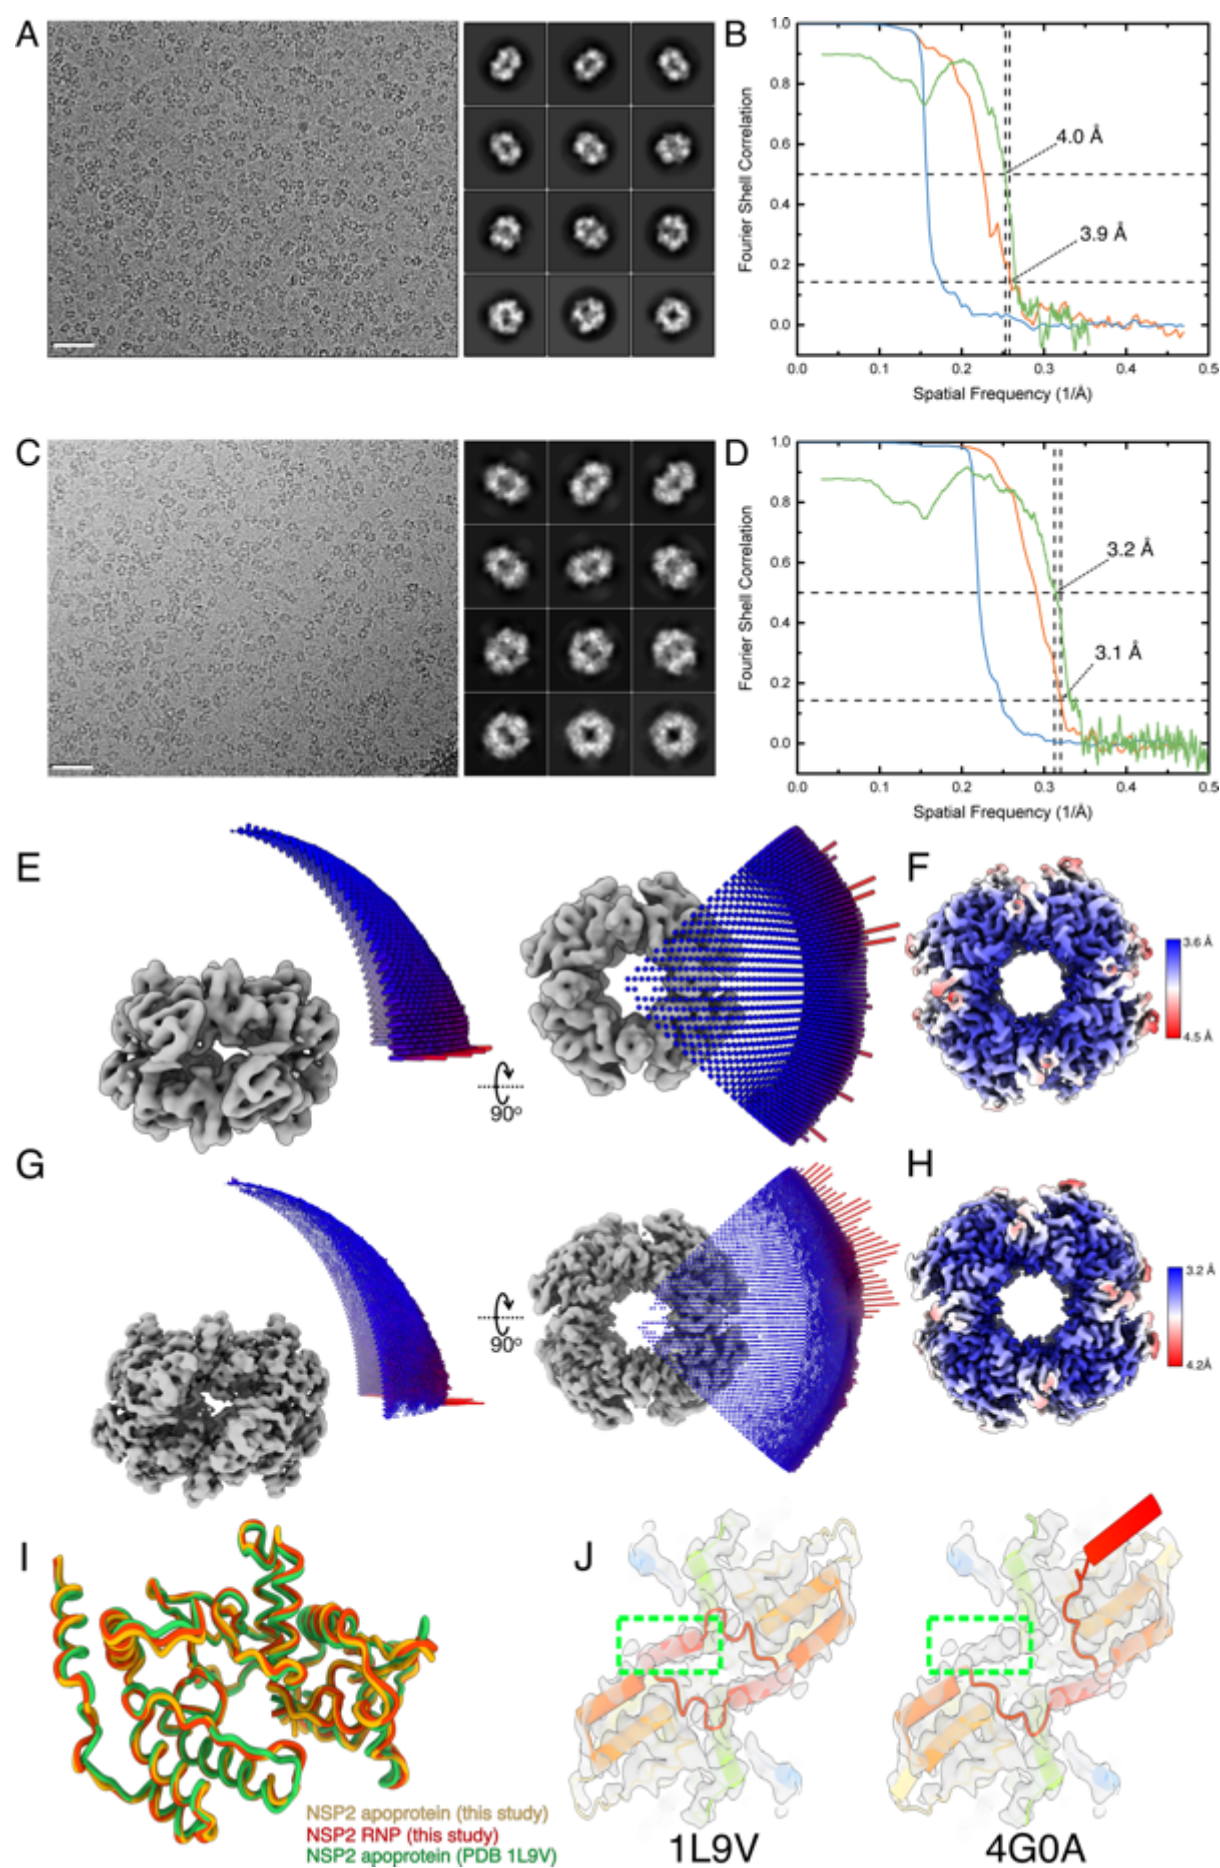 A
B
1.0
0.8
0.6
0.4
0.2
0.0
Fourier Shell Correlation
4.0 Å
3.9 Å
0.0 0.1 0.2 0.3 0.4 0.5
Spatial Frequency (1/Å)
C
D
1.0
0.8
0.6
0.4
0.2
0.0
Fourier Shell Correlation
3.2 Å
3.1 Å
0.0 0.1 0.2 0.3 0.4 0.5
Spatial Frequency (1/Å)
E
90°
F
3.6 Å
4.5 Å
G
90°
H
3.2 Å
4.2 Å
I
NSP2 apoprotein (this study)
NSP2 RNP (this study)
NSP2 apoprotein (PDB 1L9V)
J
1L9V
4G0A